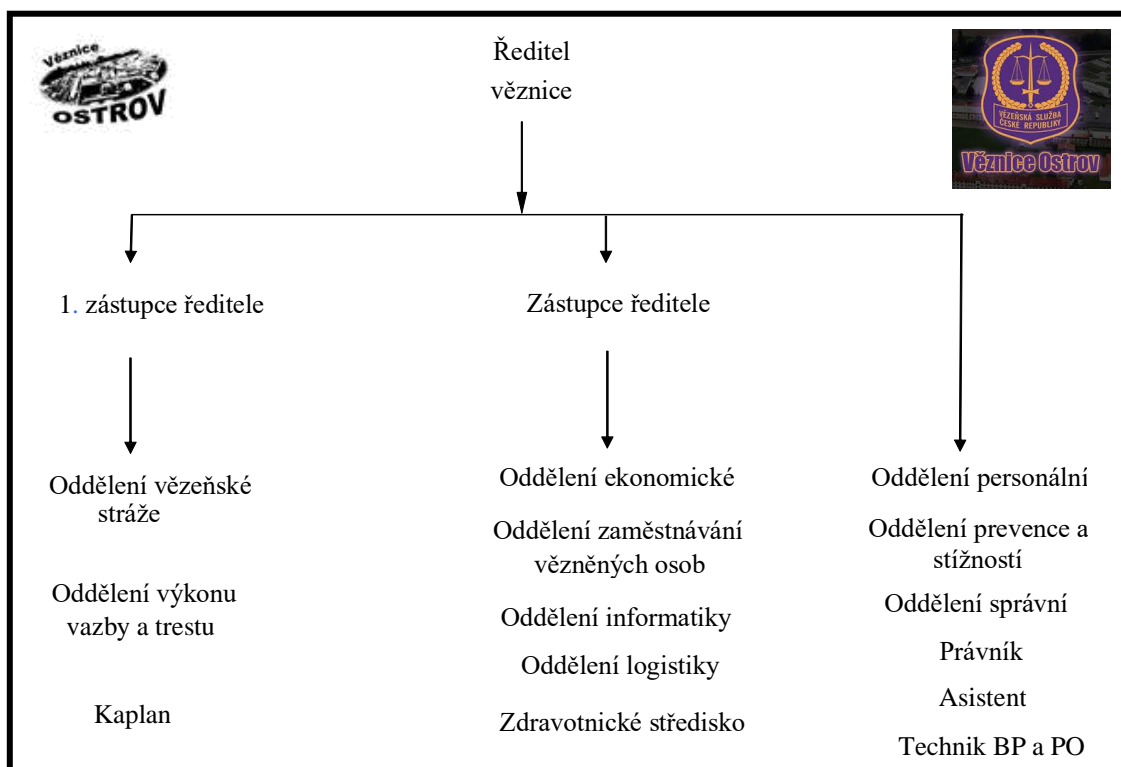 Věznice
OSTROV
Ředitel
věznice
VĚZEŇSKÁ SLUŽBA
ČESKÉ REPUBLIKY
Věznice Ostrov
1. zástupce ředitele
Zástupce ředitele
Oddělení vězeňské
stráže
Oddělení výkonu
vazby a trestu
Kaplan
Oddělení ekonomické
Oddělení zaměstnávání
vězněných osob
Oddělení informatiky
Oddělení logistiky
Zdravotnické středisko
Oddělení personální
Oddělení prevence a
stížností
Oddělení správní
Právník
Asistent
Technik BP a PO